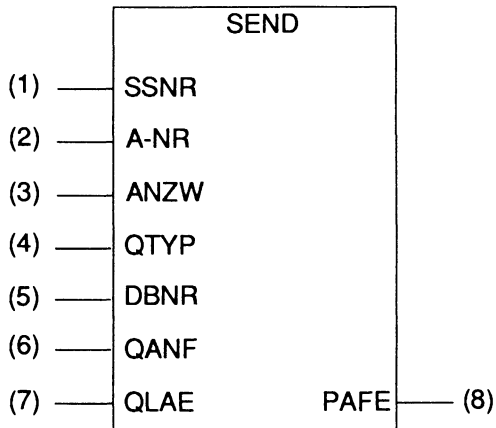 SEND
(1) SSNR
(2) A-NR
(3) ANZW
(4) QTYP
(5) DBNR
(6) QANF
(7) QLAE PAFE (8)